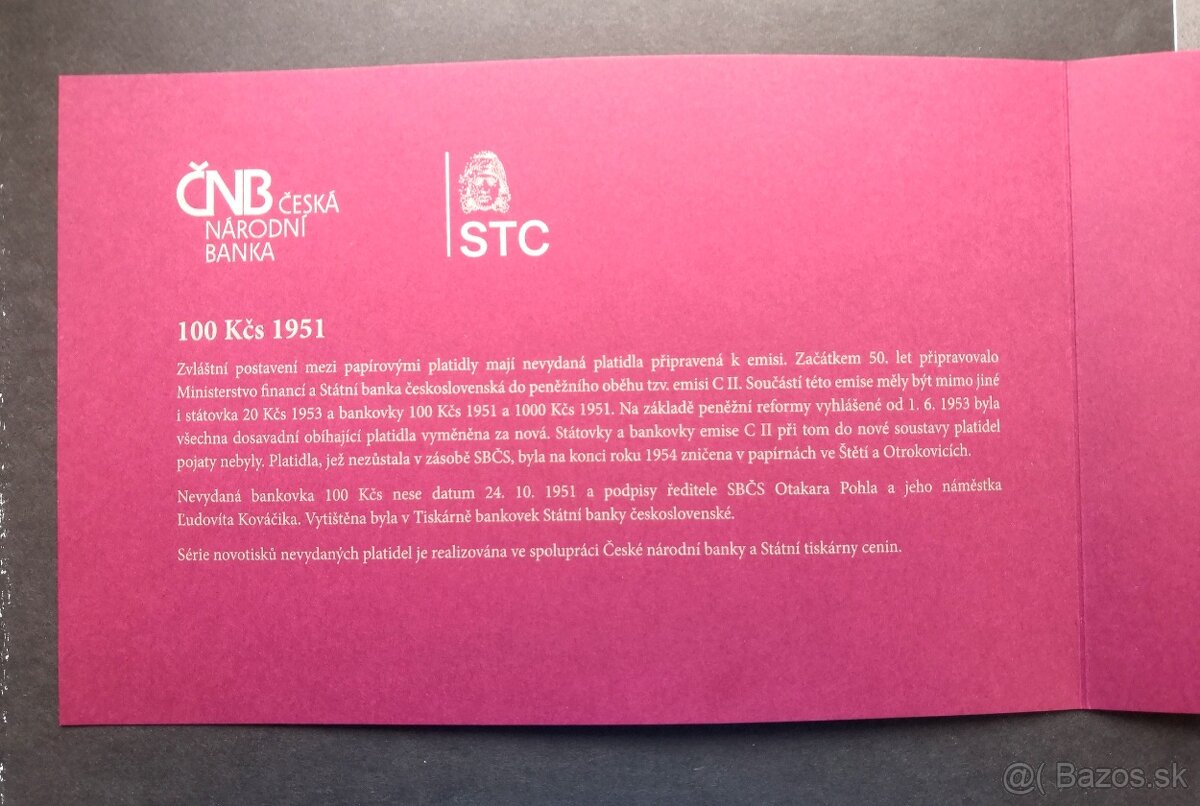 ČNB ČESKÁ
NÁRODNÍ
BANKA
STC
100 Kčs 1951
Zvláštní postavení mezi papírovými platidly mají nevydaná platidla připravená k emisi. Začátkem 50. let připravovalo
Ministerstvo financí a Státní banka československá do peněžního oběhu tzv. emisi C II. Součástí této emise měly být mimo jiné
i státovka 20 Kčs 1953 a bankovky 100 Kčs 1951 a 1000 Kčs 1951. Na základě peněžní reformy vyhlášené od 1. 6. 1953 byla
všechna dosavadní obíhající platidla vyměněna za nová. Státovky a bankovky emise C II při tom do nové soustavy platidel
pojaty nebyly. Platidla, jež nezůstala v zásobě SBČS, byla na konci roku 1954 zničena v papírnách ve Štětí a Otrokovicích.
Nevydaná bankovka 100 Kčs nese datum 24. 10. 1951 a podpisy ředitele SBČS Otakara Pohla a jeho náměstka
Ľudovíta Kováčika. Vytištěna byla v Tiskárně bankovek Státní banky československé.
Série novotisků nevydaných platidel je realizována ve spolupráci České národní banky a Státní tiskárny cenin.
@( Bazos.sk